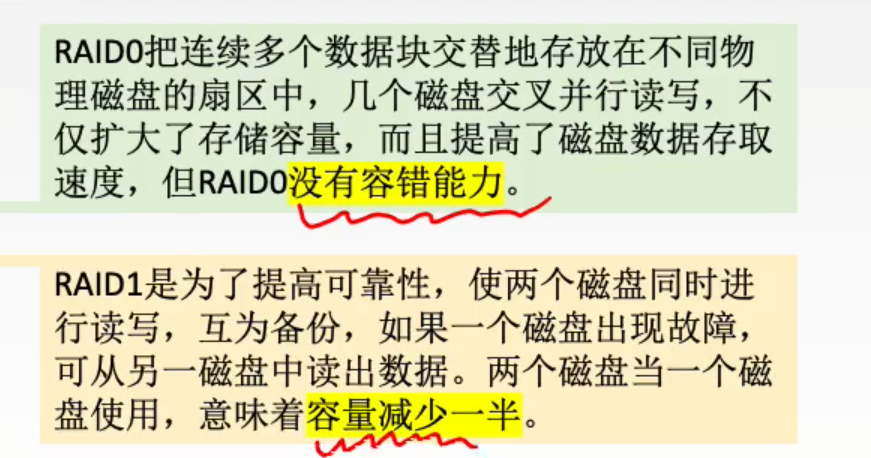 RAID0把连续多个数据块交替地存放在不同物
理磁盘的扇区中，几个磁盘交叉并行读写，不
仅扩大了存储容量，而且提高了磁盘数据存取
速度，但RAID0没有容错能力。
RAID1是为了提高可靠性，使两个磁盘同时进
行读写，互为备份，如果一个磁盘出现故障，
可从另一磁盘中读出数据。两个磁盘当一个磁
盘使用，意味着容量减少一半。